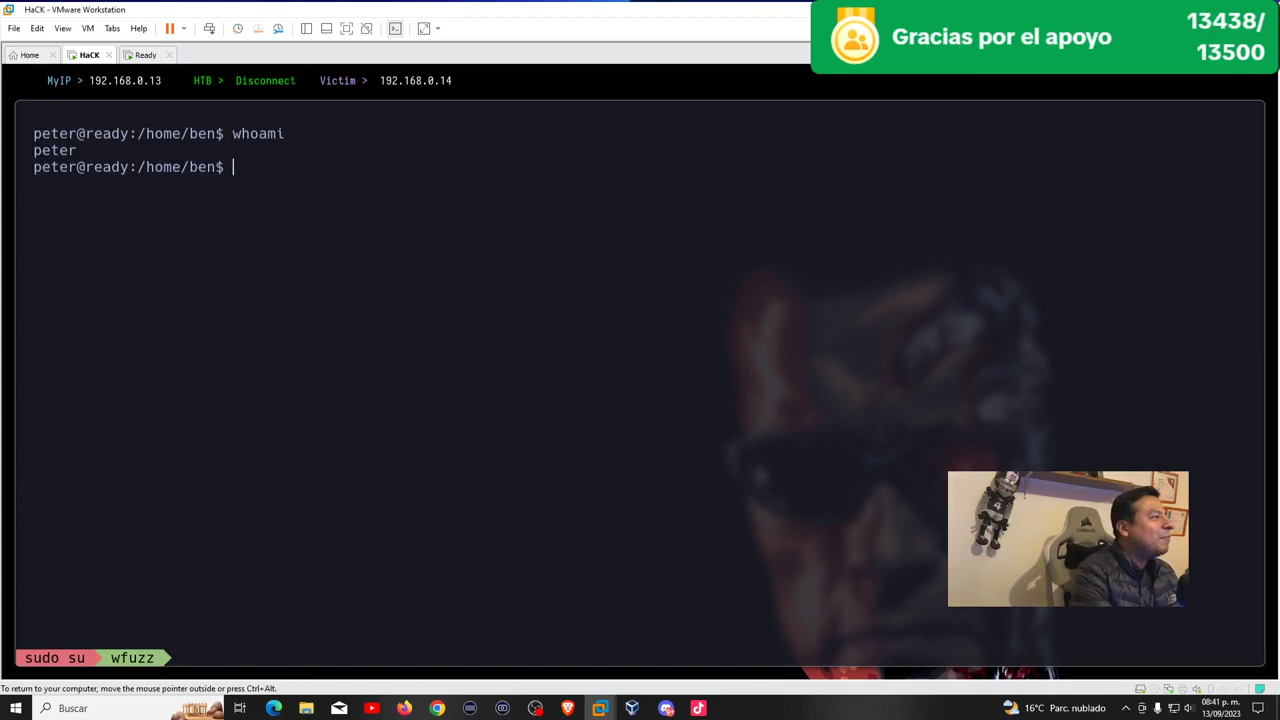 HaCK - VMware Workstation
File Edit View VM Tabs Help
Home HaCK Ready
Gracias por el apoyo
13438/
13500
MyIP > 192.168.0.13 HTB > Disconnect Victim > 192.168.0.14
peter@ready:/home/ben$ whoami
peter
peter@ready:/home/ben$
sudo su wfuzz
To return to your computer, move the mouse pointer outside or press Ctrl+Alt.
Buscar
16°C Parc. nublado
08:41 p. m.
13/09/2023